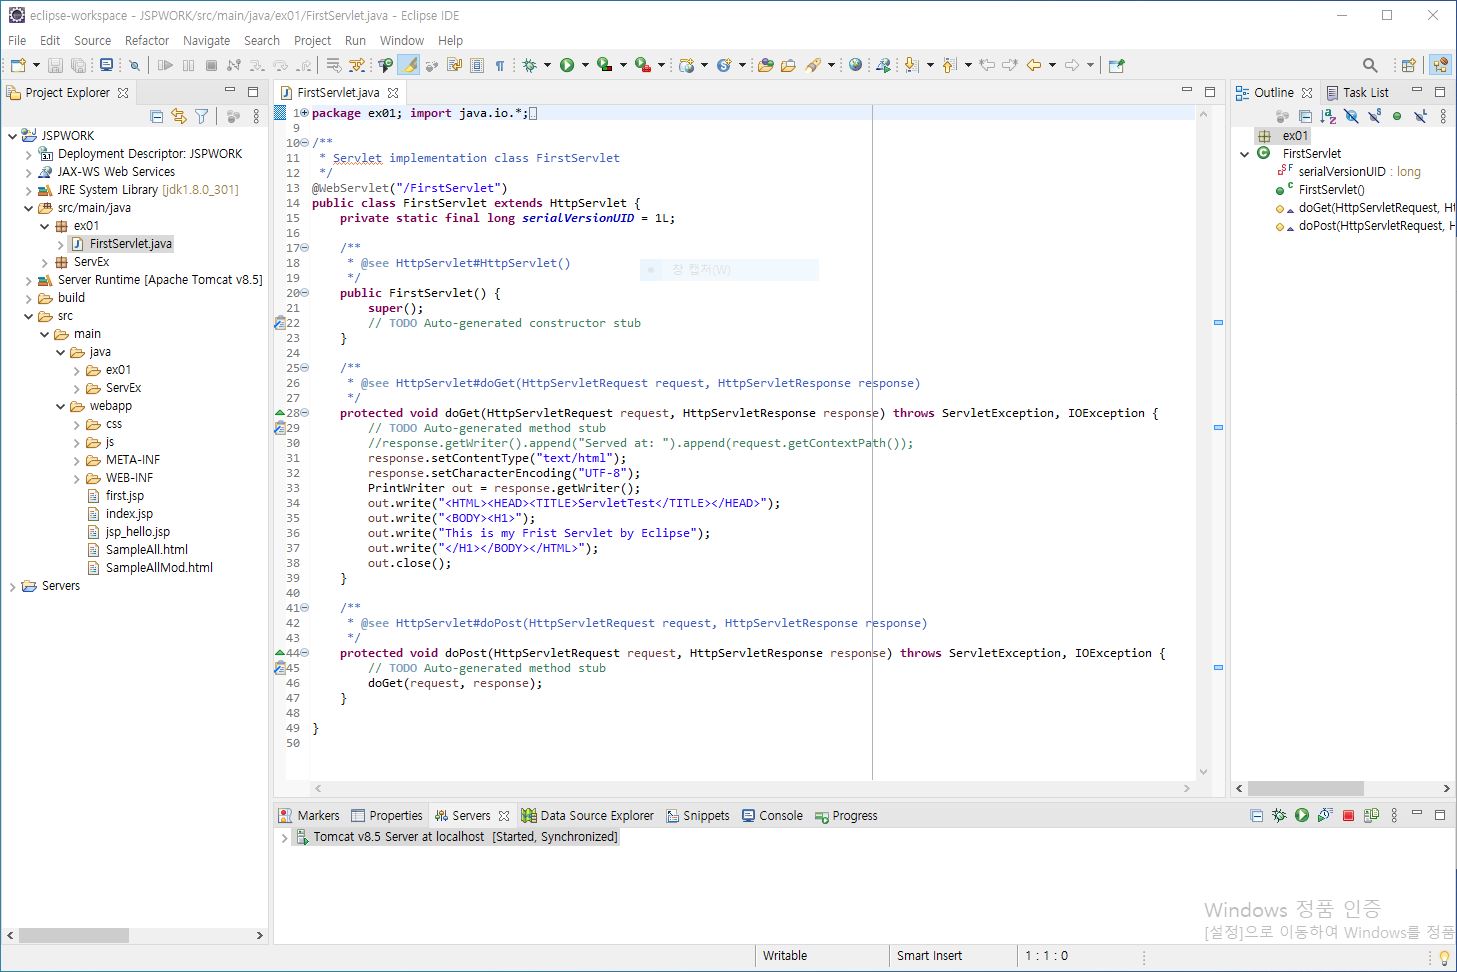 eclipse-workspace - JSPWORK/src/main/java/ex01/FirstServlet.java - Eclipse IDE
File Edit Source Refactor Navigate Search Project Run Window Help
Project Explorer
JSPWORK
Deployment Descriptor: JSPWORK
JAX-WS Web Services
JRE System Library [jdk1.8.0_301]
src/main/java
ex01
FirstServlet.java
ServEx
Server Runtime [Apache Tomcat v8.5]
build
src
main
java
ex01
ServEx
webapp
css
js
META-INF
WEB-INF
first.jsp
index.jsp
jsp_hello.jsp
SampleAll.html
SampleAllMod.html
Servers
FirstServlet.java
1 package ex01; import java.io.*;
9
10 /**
11 * Servlet implementation class FirstServlet
12 */
13 @WebServlet("/FirstServlet")
14 public class FirstServlet extends HttpServlet {
15 private static final long serialVersionUID = 1L;
16
17 /**
18 * @see HttpServlet#HttpServlet()
19 */
20 public FirstServlet() {
21 super();
22 // TODO Auto-generated constructor stub
23 }
24
25 /**
26 * @see HttpServlet#doGet(HttpServletRequest request, HttpServletResponse response)
27 */
28 protected void doGet(HttpServletRequest request, HttpServletResponse response) throws ServletException, IOException {
29 // TODO Auto-generated method stub
30 //response.getWriter().append("Served at: ").append(request.getContextPath());
31 response.setContentType("text/html");
32 response.setCharacterEncoding("UTF-8");
33 PrintWriter out = response.getWriter();
34 out.write("<HTML><HEAD><TITLE>ServletTest</TITLE></HEAD>");
35 out.write("<BODY><H1>");
36 out.write("This is my Frist Servlet by Eclipse");
37 out.write("</H1></BODY></HTML>");
38 out.close();
39 }
40
41 /**
42 * @see HttpServlet#doPost(HttpServletRequest request, HttpServletResponse response)
43 */
44 protected void doPost(HttpServletRequest request, HttpServletResponse response) throws ServletException, IOException {
45 // TODO Auto-generated method stub
46 doGet(request, response);
47 }
48
49 }
50
창 캡처(W)
Outline Task List
ex01
FirstServlet
serialVersionUID : long
FirstServlet()
doGet(HttpServletRequest, Ht
doPost(HttpServletRequest, H
Markers Properties Servers Data Source Explorer Snippets Console Progress
Tomcat v8.5 Server at localhost [Started, Synchronized]
Windows 정품 인증
[설정]으로 이동하여 Windows를 정품
Writable Smart Insert 1 : 1 : 0